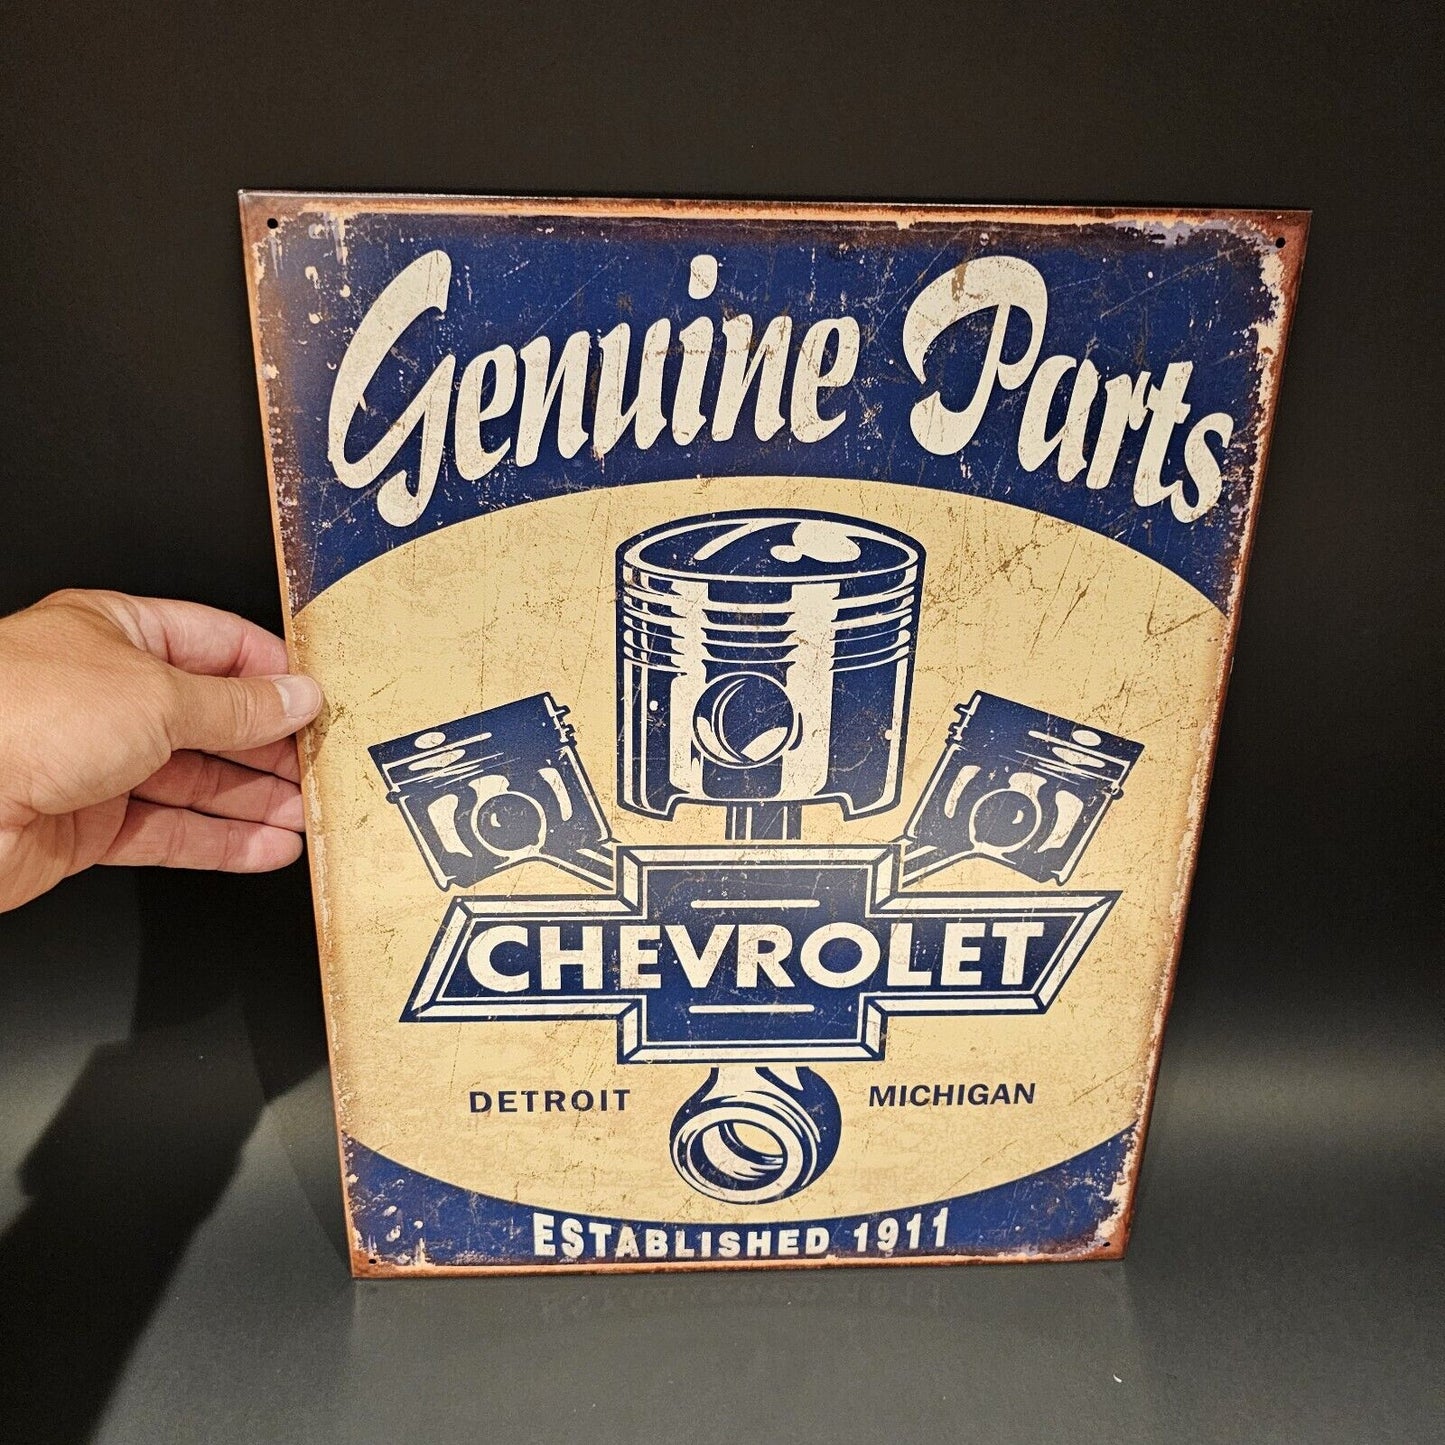 Genuine Parts
CHEVROLET
DETROIT MICHIGAN
ESTABLISHED 1911